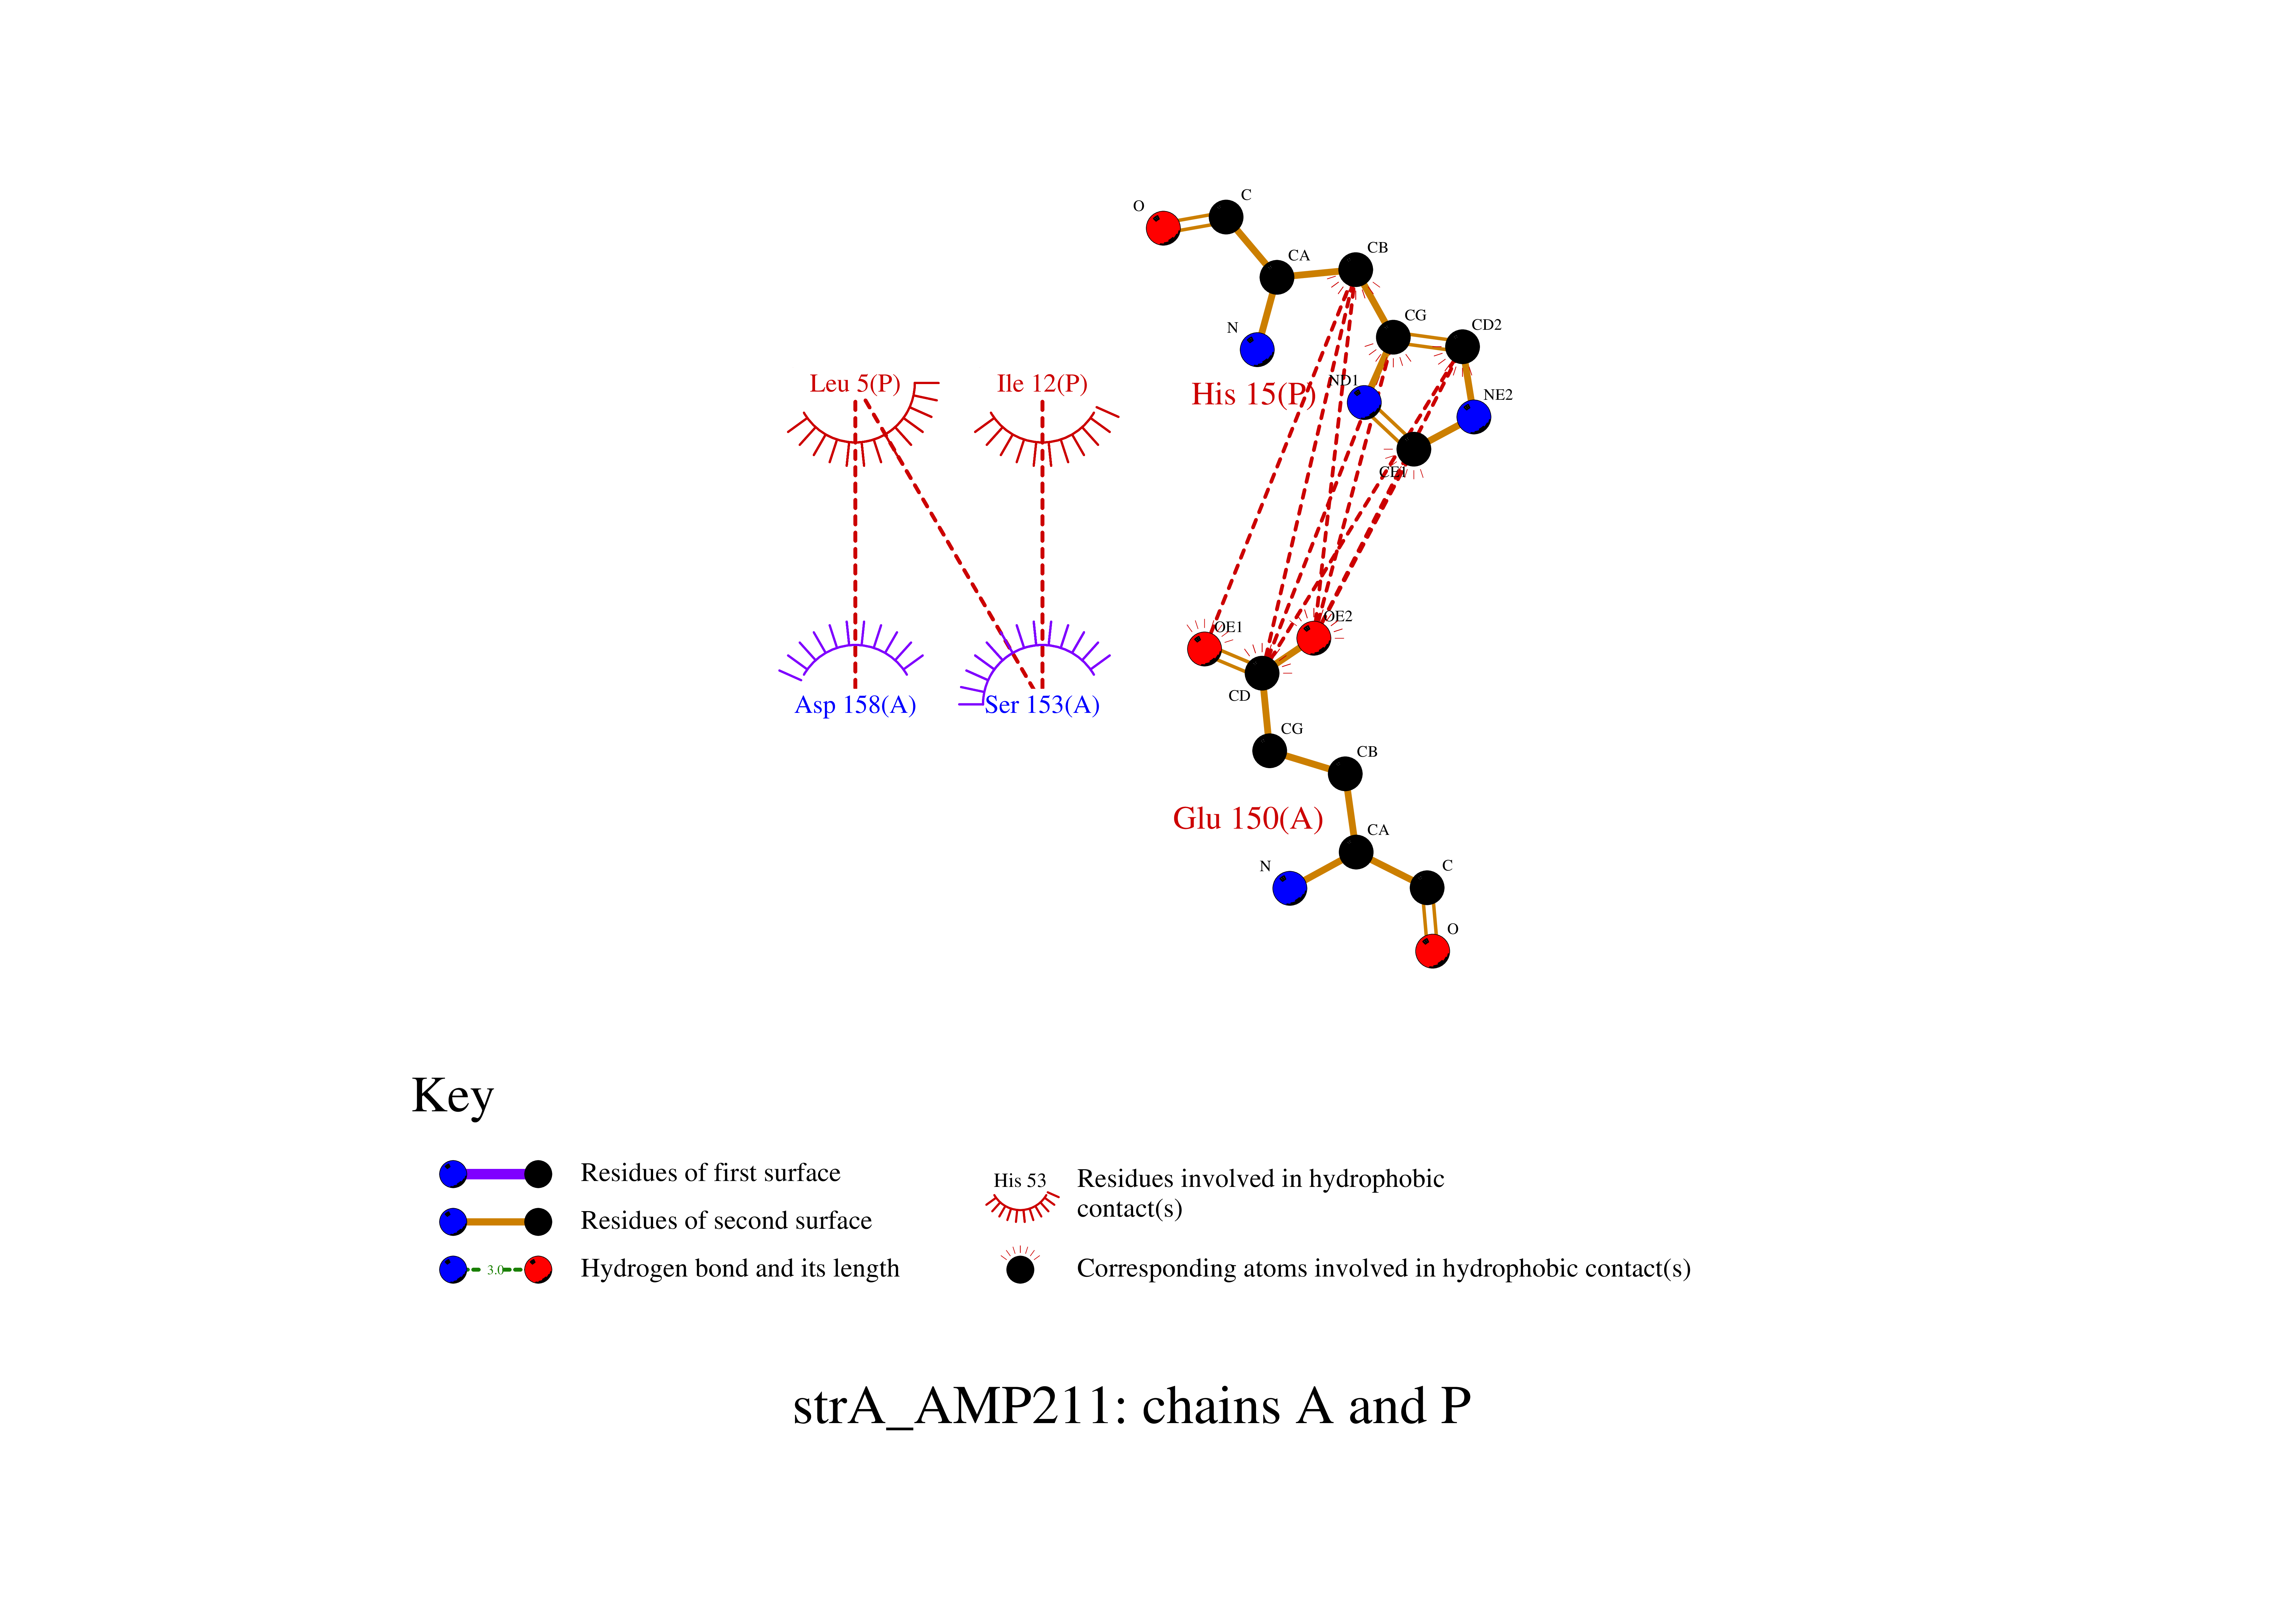 C
O
CB
CA
CG
CD2
N
Leu 5(P)
Ile 12(P)
His 15(P)
ND1
NE2
CE1
OE1
OE2
CD
Asp 158(A)
Ser 153(A)
CG
CB
Glu 150(A)
CA
N
C
O
Key
Residues of first surface
Residues of second surface
3.0
Hydrogen bond and its length
His 53
Residues involved in hydrophobic
contact(s)
Corresponding atoms involved in hydrophobic contact(s)
strA_AMP211: chains A and P